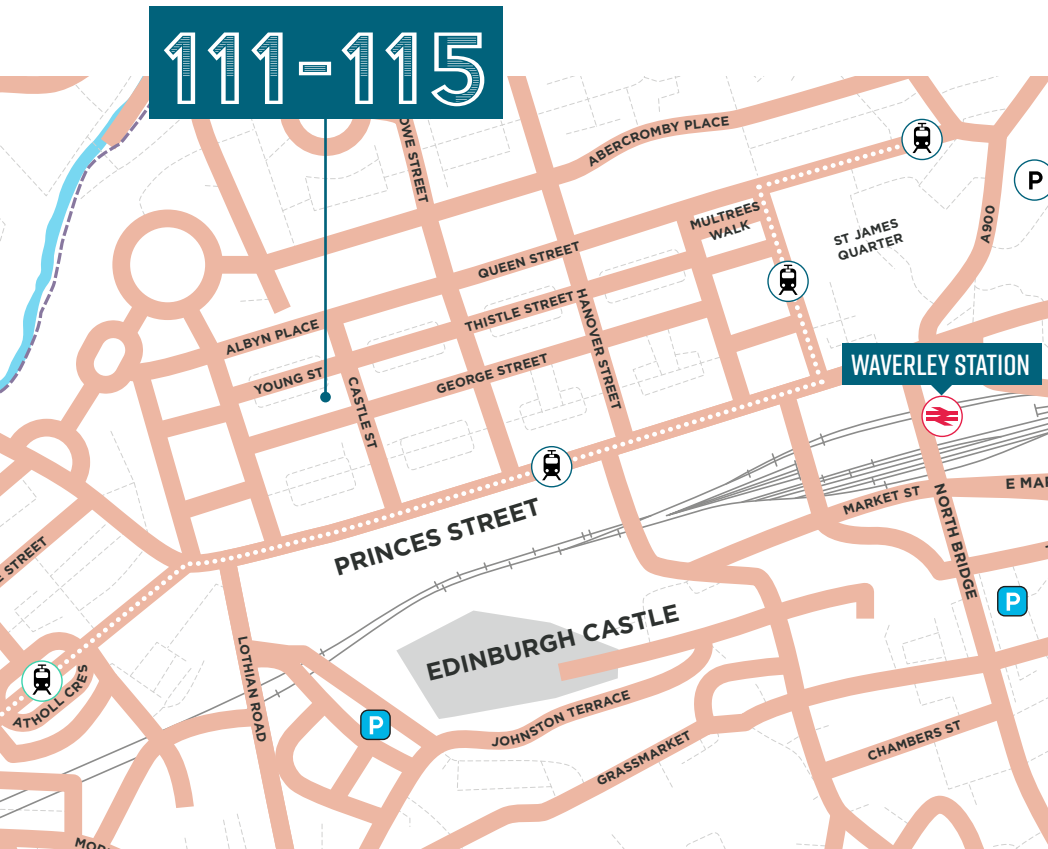 111-115
OWE STREET
ABERCROMBY PLACE
P
MULTREES
WALK
ST JAMES
QUARTER
A900
QUEEN STREET
THISTLE STREET
HANOVER STREET
ALBYN PLACE
YOUNG ST
CASTLE ST
GEORGE STREET
WAVERLEY STATION
PRINCES STREET
MARKET ST
NORTH BRIDGE
E MAR
E STREET
P
EDINBURGH CASTLE
LOTHIAN ROAD
ATHOLL CRES
P
JOHNSTON TERRACE
GRASSMARKET
CHAMBERS ST
MOR